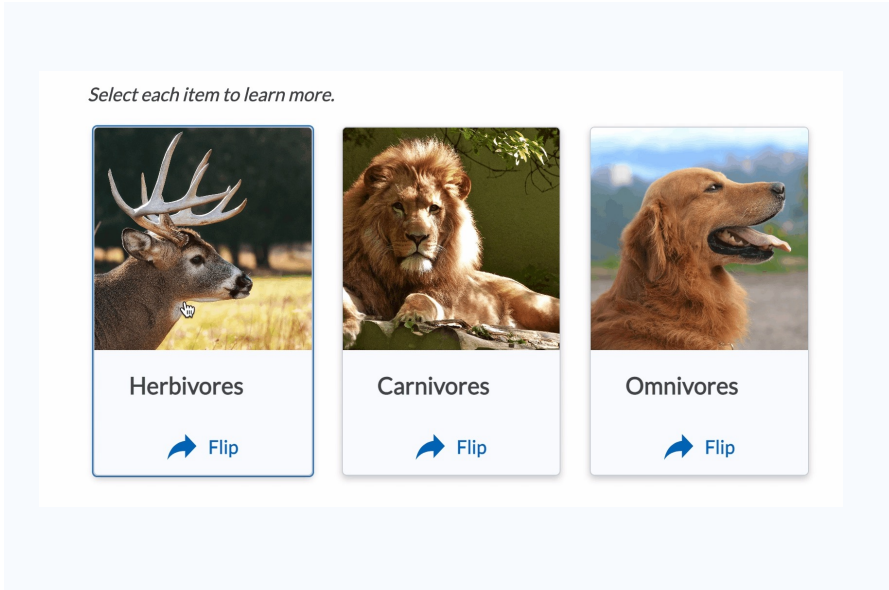 Select each item to learn more.
Herbivores
Flip
Carnivores
Flip
Omnivores
Flip